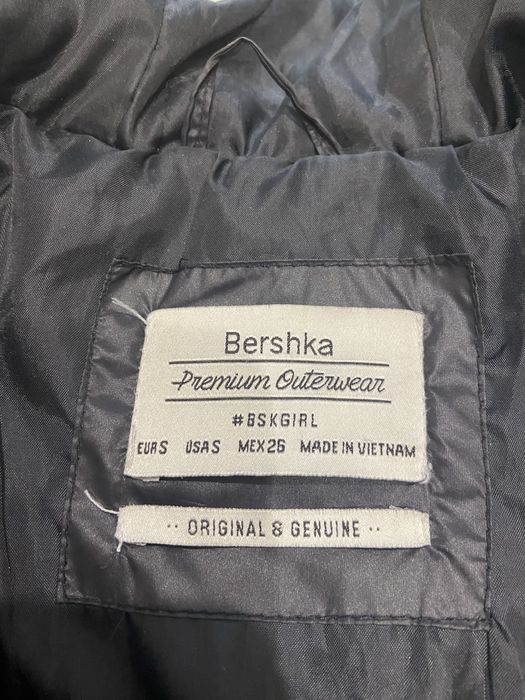 Bershka
Premium Outerwear
#BSKGIRL
EUR S USA S MEX 26 MADE IN VIETNAM
·· ORIGINAL & GENUINE ··